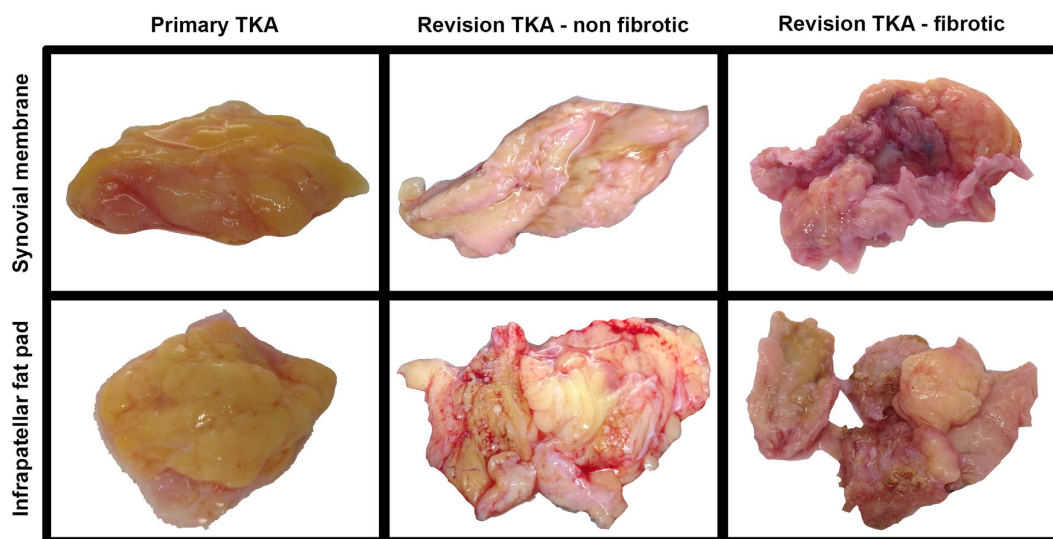 Primary TKA
Revision TKA - non fibrotic
Revision TKA - fibrotic
Synovial membrane
Infrapatellar fat pad